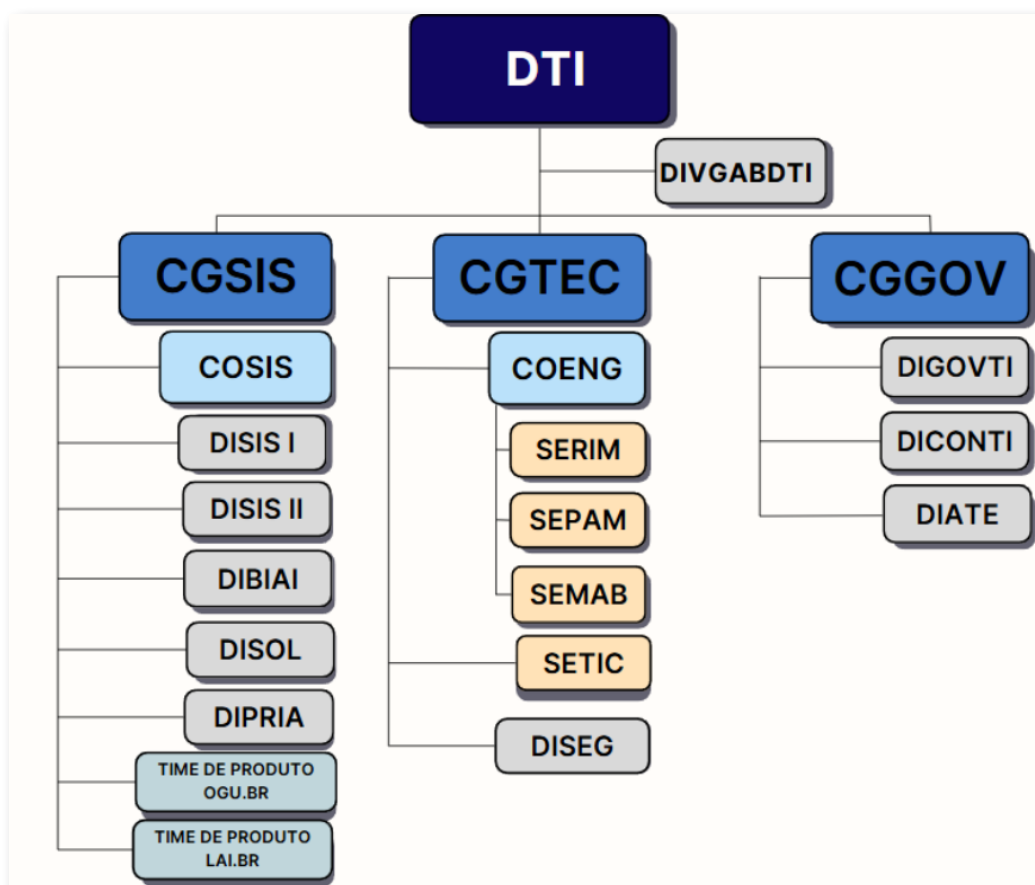 DTI
DIVGABDTI
CGSIS
COSIS
DISIS I
DISIS II
DIBIAI
DISOL
DIPRIA
TIME DE PRODUTO
OGU.BR
TIME DE PRODUTO
LAI.BR
CGTEC
COENG
SERIM
SEPAM
SEMAB
SETIC
DISEG
CGGOV
DIGOVTI
DICONTI
DIATE